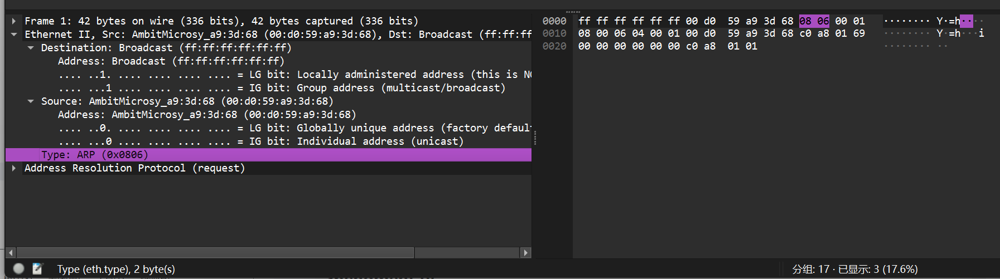 Frame 1: 42 bytes on wire (336 bits), 42 bytes captured (336 bits)
Ethernet II, Src: AmbitMicrosy_a9:3d:68 (00:d0:59:a9:3d:68), Dst: Broadcast (ff:ff:ff
Destination: Broadcast (ff:ff:ff:ff:ff:ff)
Address: Broadcast (ff:ff:ff:ff:ff:ff)
.... ..1. .... .... .... .... = LG bit: Locally administered address (this is NO
.... ...1 .... .... .... .... = IG bit: Group address (multicast/broadcast)
Source: AmbitMicrosy_a9:3d:68 (00:d0:59:a9:3d:68)
Address: AmbitMicrosy_a9:3d:68 (00:d0:59:a9:3d:68)
.... ..0. .... .... .... .... = LG bit: Globally unique address (factory default
.... ...0 .... .... .... .... = IG bit: Individual address (unicast)
Type: ARP (0x0806)
Address Resolution Protocol (request)
0000 ff ff ff ff ff ff 00 d0 59 a9 3d 68 08 06 00 01 ········ Y·=h····
0010 08 00 06 04 00 01 00 d0 59 a9 3d 68 c0 a8 01 69 ········ Y·=h···i
0020 00 00 00 00 00 00 c0 a8 01 01 ········ ··
Type (eth.type), 2 byte(s)
分组: 17 · 已显示: 3 (17.6%)